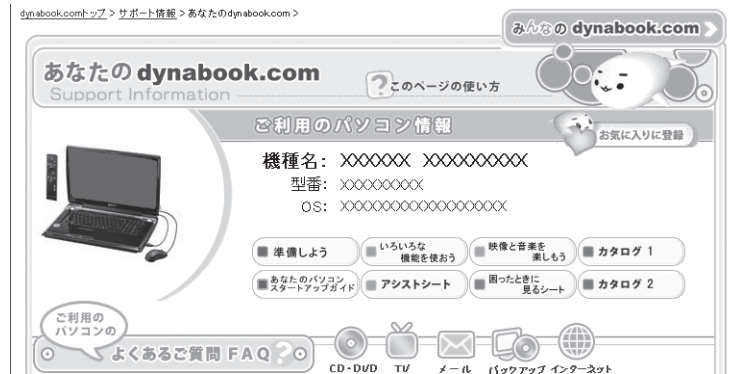 dynabook.comトップ > サポート情報 > あなたのdynabook.com >
みんなの dynabook.com
あなたの dynabook.com
Support Information
?このページの使い方
ご利用のパソコン情報
お気に入りに登録
機種名: XXXXXX XXXXXXXXX
型番: XXXXXXXXX
OS: XXXXXXXXXXXXXXXXXX
準備しよう
いろいろな
機能を使おう
映像と音楽を
楽しもう
カタログ 1
あなたのパソコン
スタートアップガイド
アシストシート
困ったときに
見るシート
カタログ 2
ご利用の
パソコンの
よくあるご質問 FAQ?
CD・DVD TV メール バックアップ インターネット